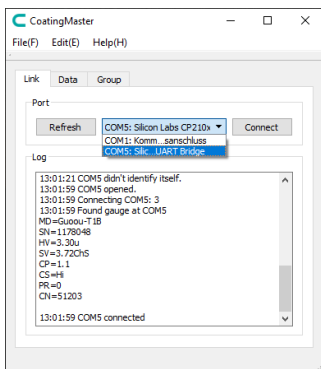 CoatingMaster
File(F) Edit(E) Help(H)
Link Data Group
Port
Refresh COM5: Silicon Labs CP210x Connect
COM1: Komm...sanschluss
COM5: Silic...UART Bridge
Log
13:01:21 COM5 didn't identify itself.
13:01:59 COM5 opened.
13:01:59 Connecting COM5: 3
13:01:59 Found gauge at COM5
MD=Guoou-T1B
SN=1178048
HV=3.30u
SV=3.72ChS
CP=1.1
CS=Hi
PR=0
CN=51203
13:01:59 COM5 connected